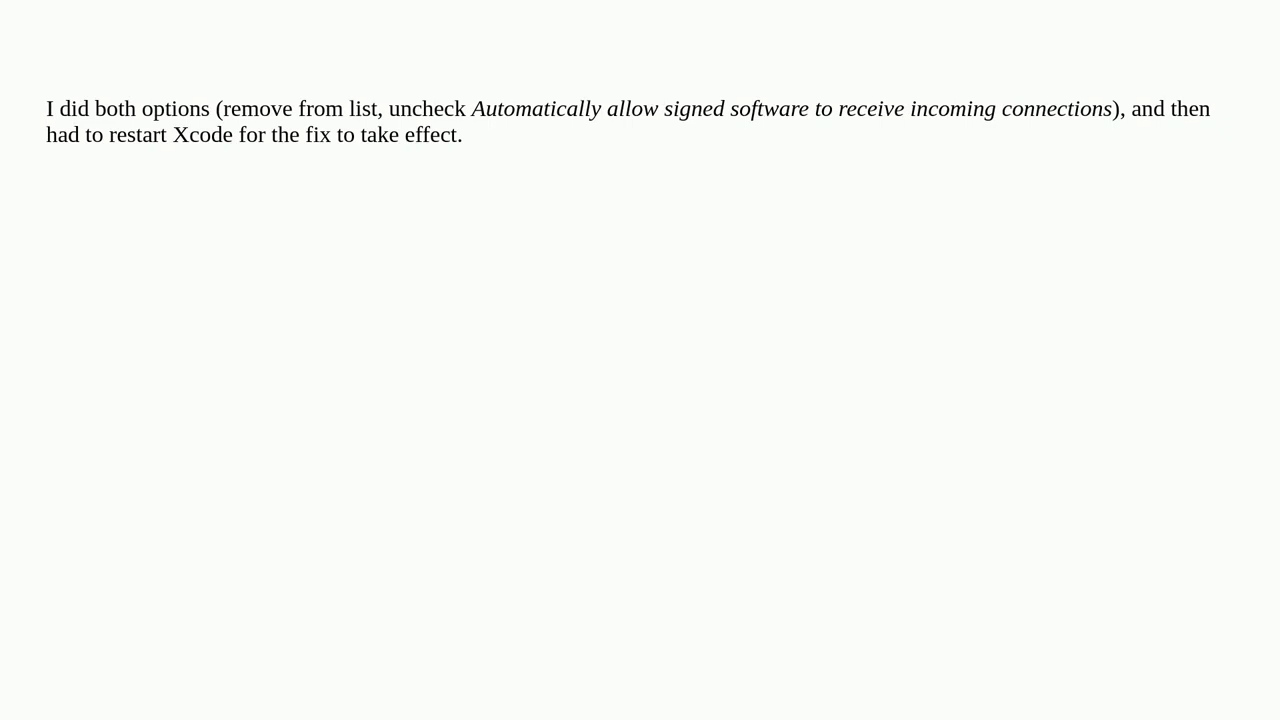 I did both options (remove from list, uncheck Automatically allow signed software to receive incoming connections), and then
had to restart Xcode for the fix to take effect.